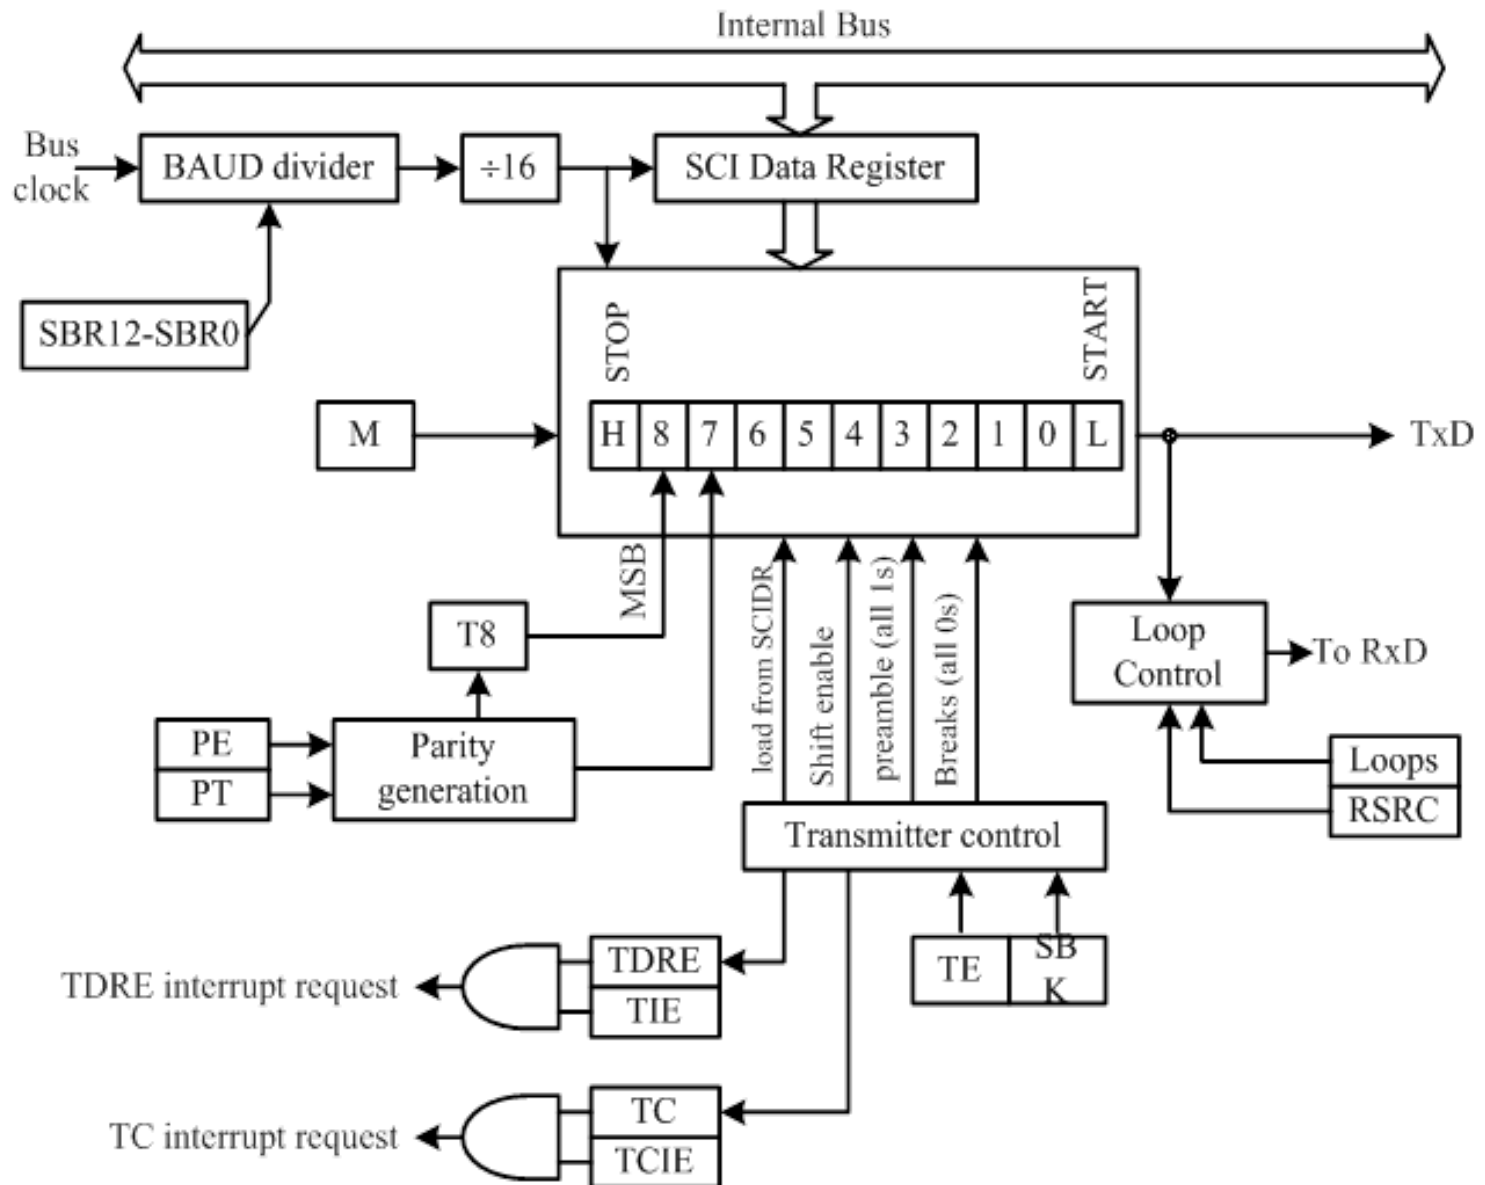 Internal Bus
Bus
clock
BAUD divider
÷16
SCI Data Register
SBR12-SBR0
STOP
START
M
H 8 7 6 5 4 3 2 1 0 L
TxD
MSB
load from SCIDR
Shift enable
preamble (all 1s)
Breaks (all 0s)
T8
Loop
Control
To RxD
PE
PT
Parity
generation
Loops
RSRC
Transmitter control
TE
SB
K
TDRE
TIE
TDRE interrupt request
TC
TCIE
TC interrupt request